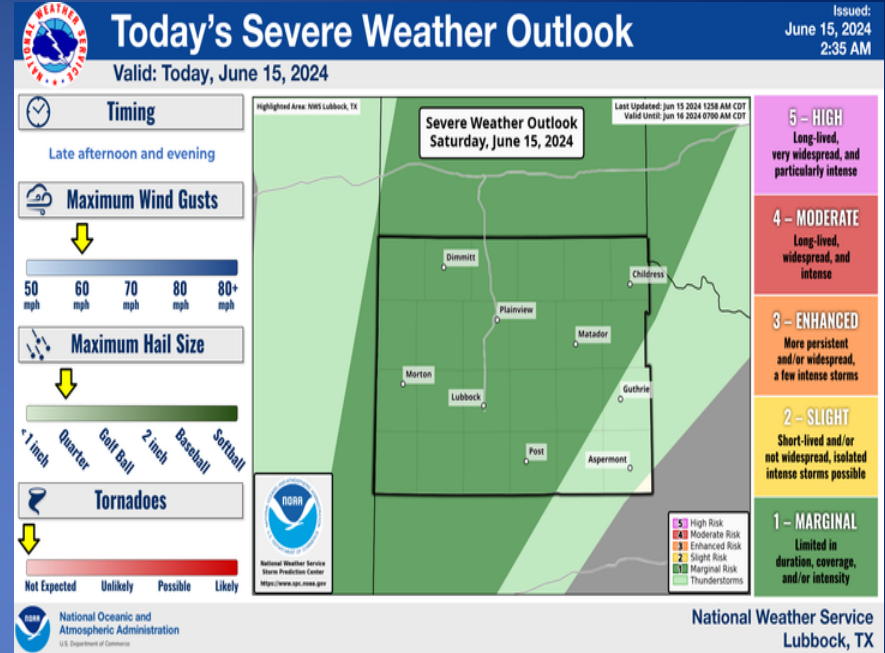 NATIONAL WEATHER SERVICE
Today's Severe Weather Outlook
Issued:
June 15, 2024
2:35 AM
Valid: Today, June 15, 2024
Timing
Late afternoon and evening
Maximum Wind Gusts
50 mph
60 mph
70 mph
80 mph
80+ mph
Maximum Hail Size
<1 inch
Quarter
Golf Ball
2 inch
Baseball
Softball
Tornadoes
Not Expected
Unlikely
Possible
Likely
Highlighted Area: NWS Lubbock, TX
Severe Weather Outlook
Saturday, June 15, 2024
Last Updated: Jun 15 2024 1258 AM CDT
Valid Until: Jun 16 2024 0700 AM CDT
Dimmitt
Childress
Plainview
Matador
Morton
Lubbock
Guthrie
Post
Aspermont
NOAA
National Weather Service
Storm Prediction Center
https://www.spc.noaa.gov
5 High Risk
4 Moderate Risk
3 Enhanced Risk
2 Slight Risk
1 Marginal Risk
Thunderstorms
5 – HIGH
Long-lived,
very widespread, and
particularly intense
4 – MODERATE
Long-lived,
widespread, and
intense
3 – ENHANCED
More persistent
and/or widespread,
a few intense storms
2 – SLIGHT
Short-lived and/or
not widespread, isolated
intense storms possible
1 – MARGINAL
Limited in
duration, coverage,
and/or intensity
NOAA
National Oceanic and
Atmospheric Administration
U.S. Department of Commerce
National Weather Service
Lubbock, TX